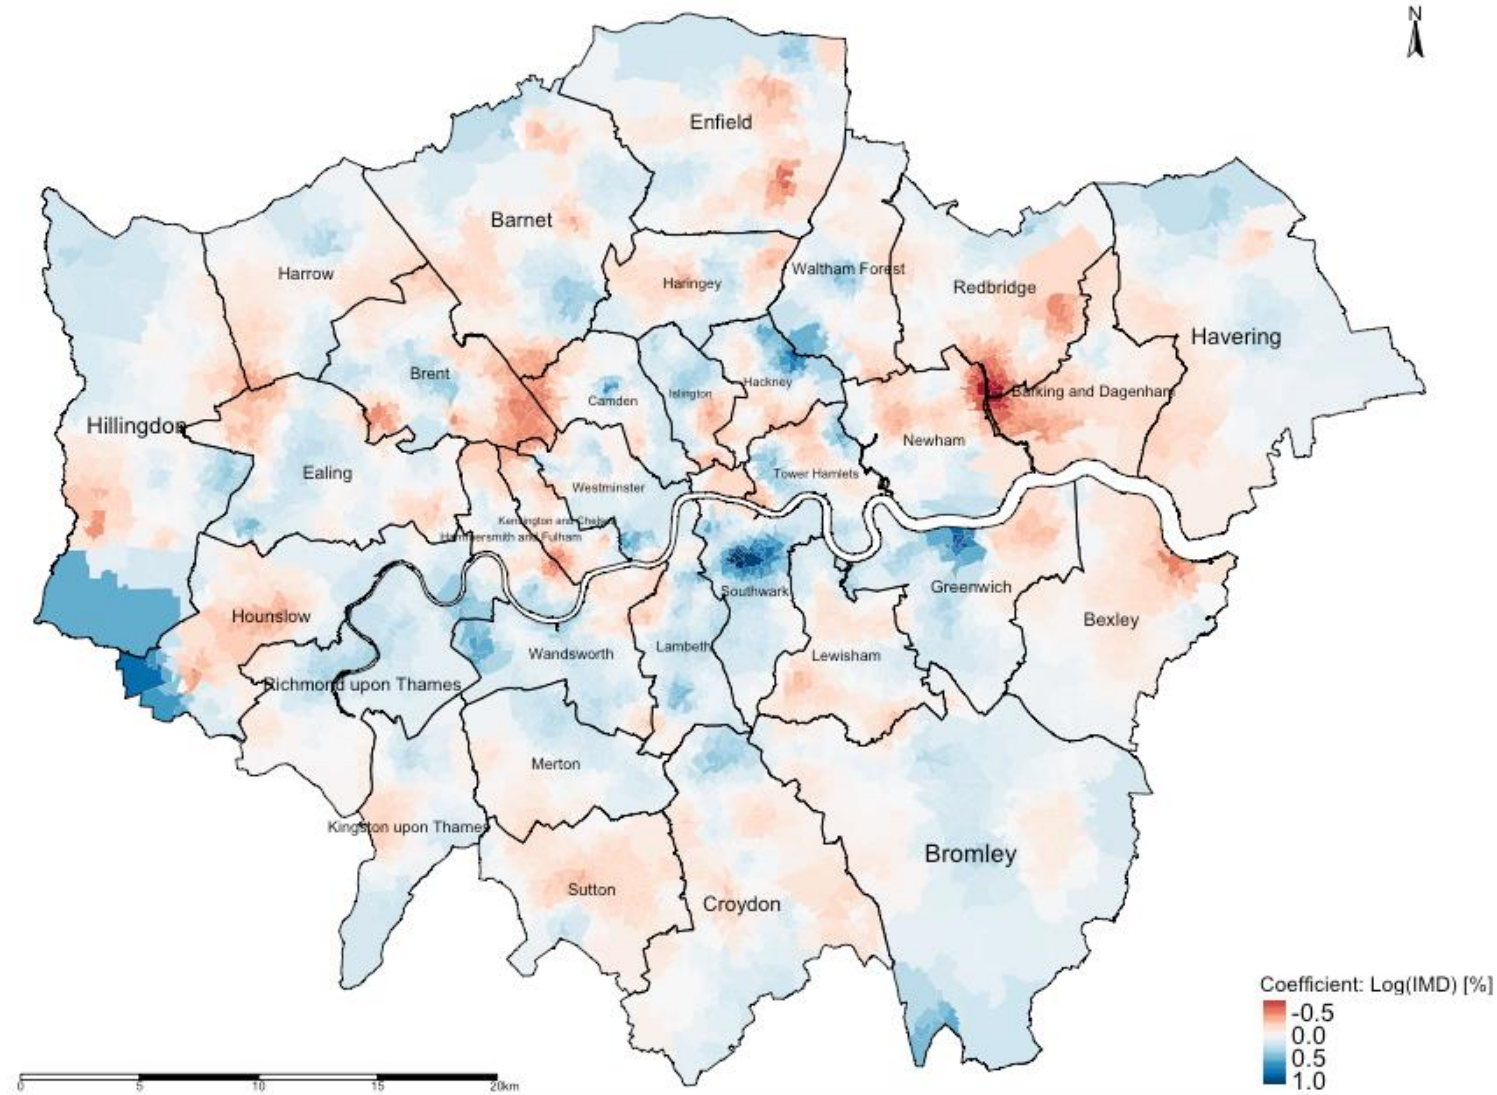 N
Enfield
Barnet
Harrow
Haringey
Waltham Forest
Redbridge
Havering
Brent
Camden
Islington
Hackney
Barking and Dagenham
Hillingdon
Newham
Ealing
Tower Hamlets
Westminster
Kensington and Chelsea
Hammersmith and Fulham
Greenwich
Southwark
Hounslow
Bexley
Wandsworth
Lambeth
Lewisham
Richmond upon Thames
Merton
Kingston upon Thames
Bromley
Sutton
Croydon
Coefficient: Log(IMD) [%]
-0.5
0.0
0.5
1.0
0 5 10 15 20km